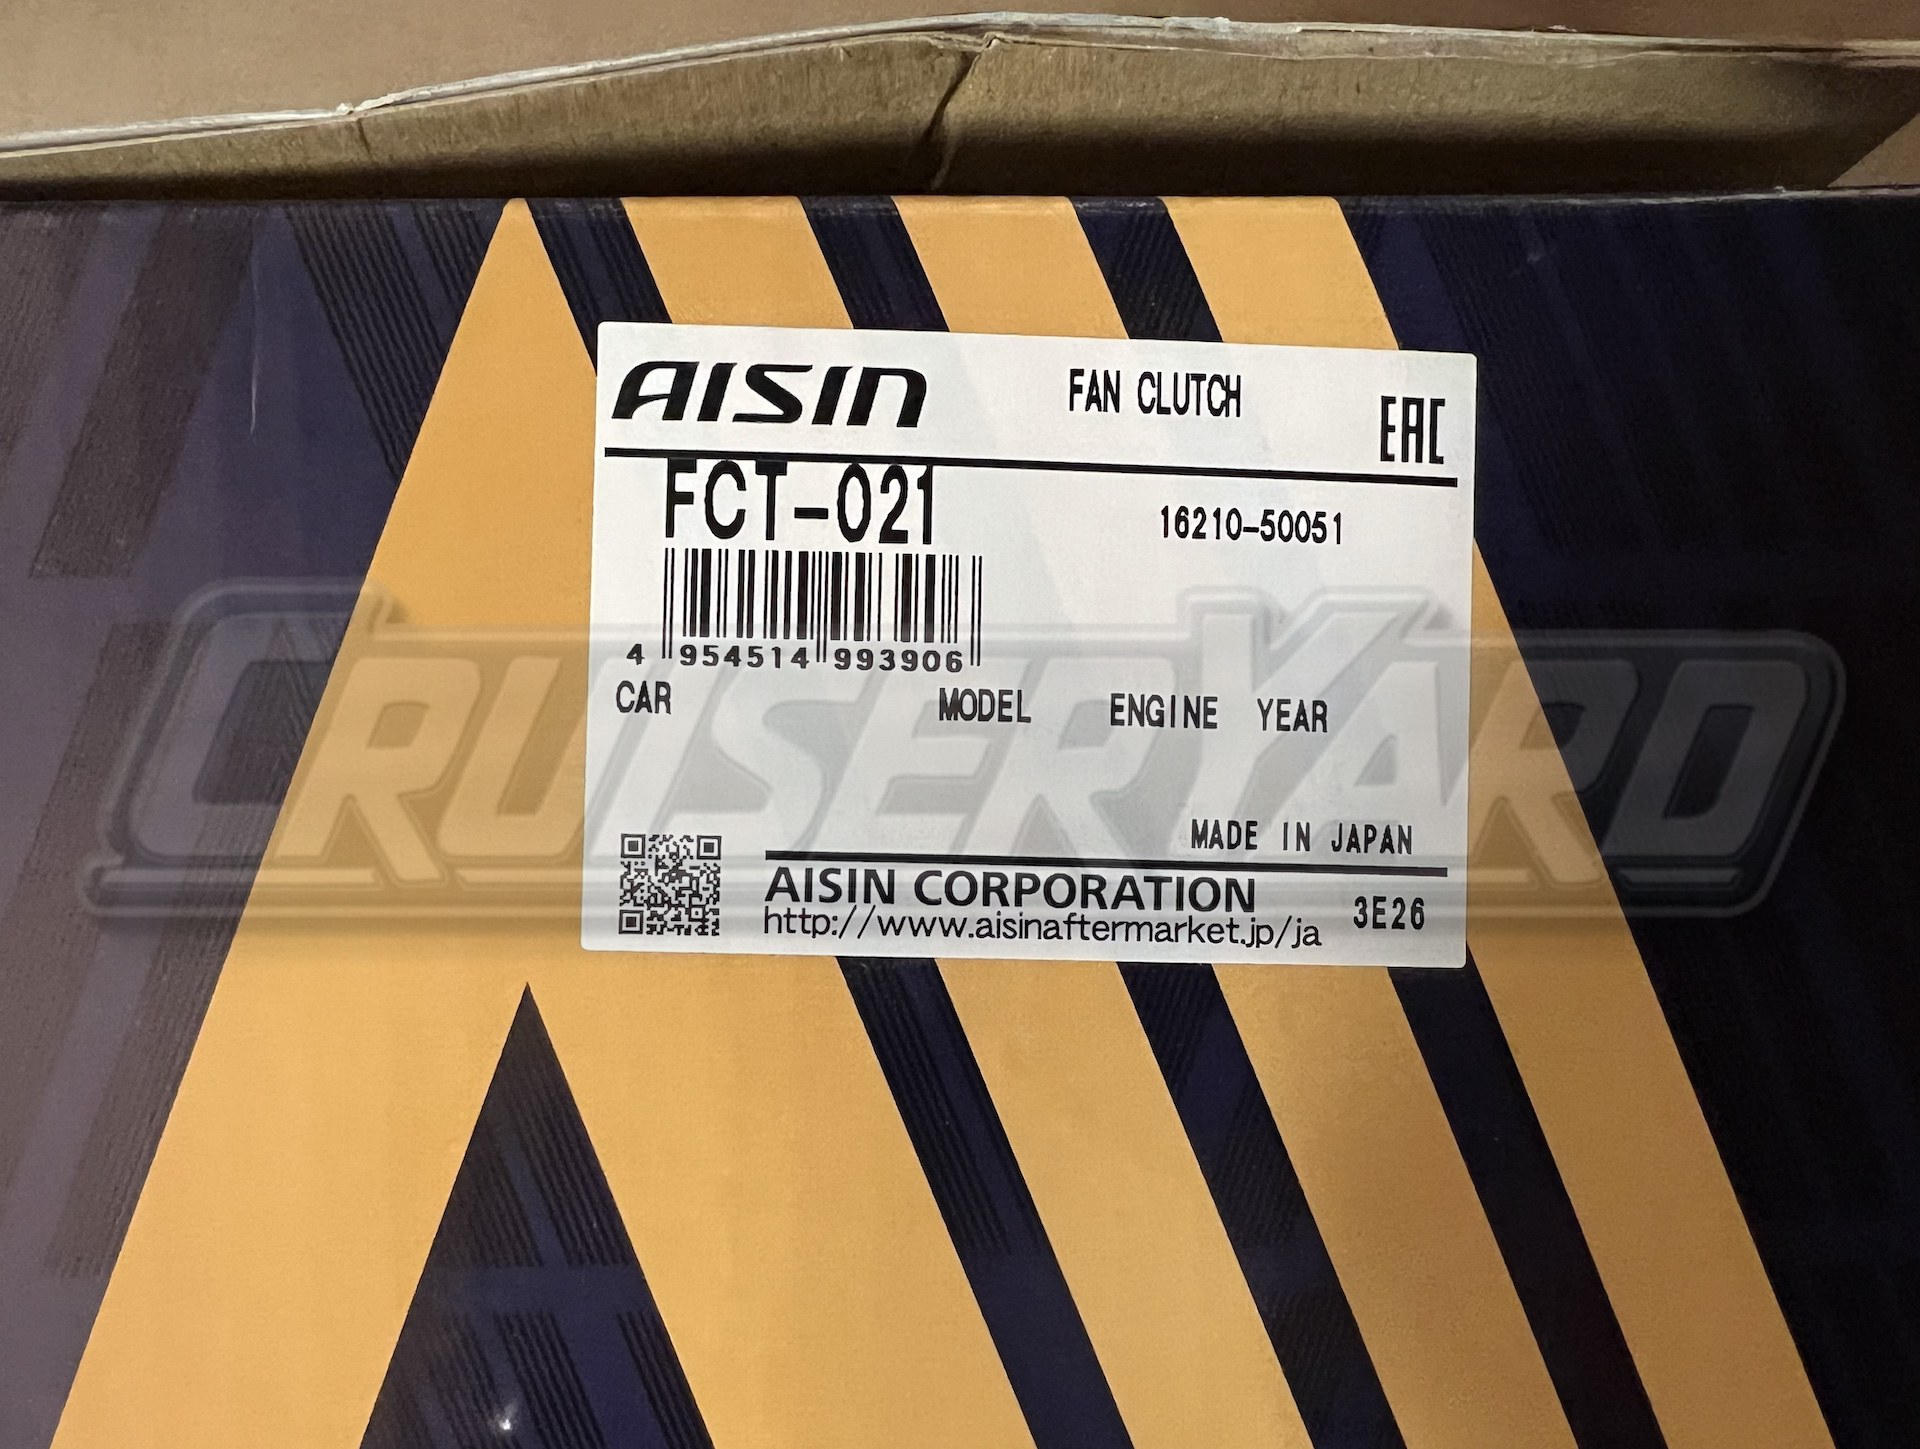 AISIN FAN CLUTCH EAC
FCT-021 16210-50051
4 954514 993906
CAR MODEL ENGINE YEAR
CRUISERYARD
MADE IN JAPAN
AISIN CORPORATION
http://www.aisinaftermarket.jp/ja 3E26